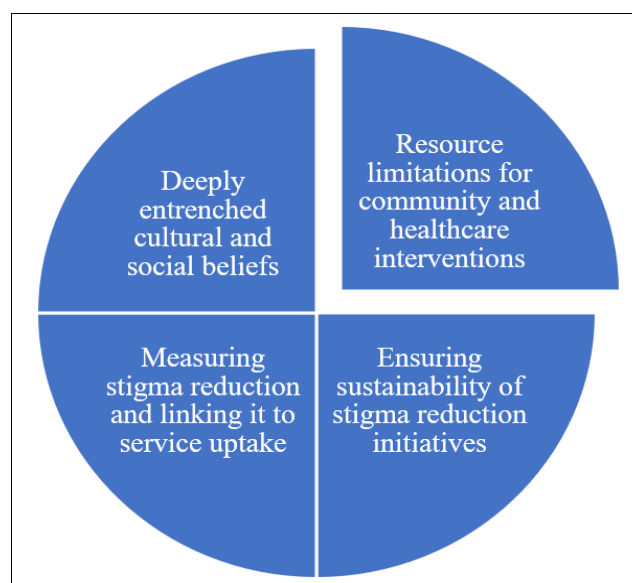 Deeply
entrenched
cultural and
social beliefs
Resource
limitations for
community and
healthcare
interventions
Measuring
stigma reduction
and linking it to
service uptake
Ensuring
sustainability of
stigma reduction
initiatives